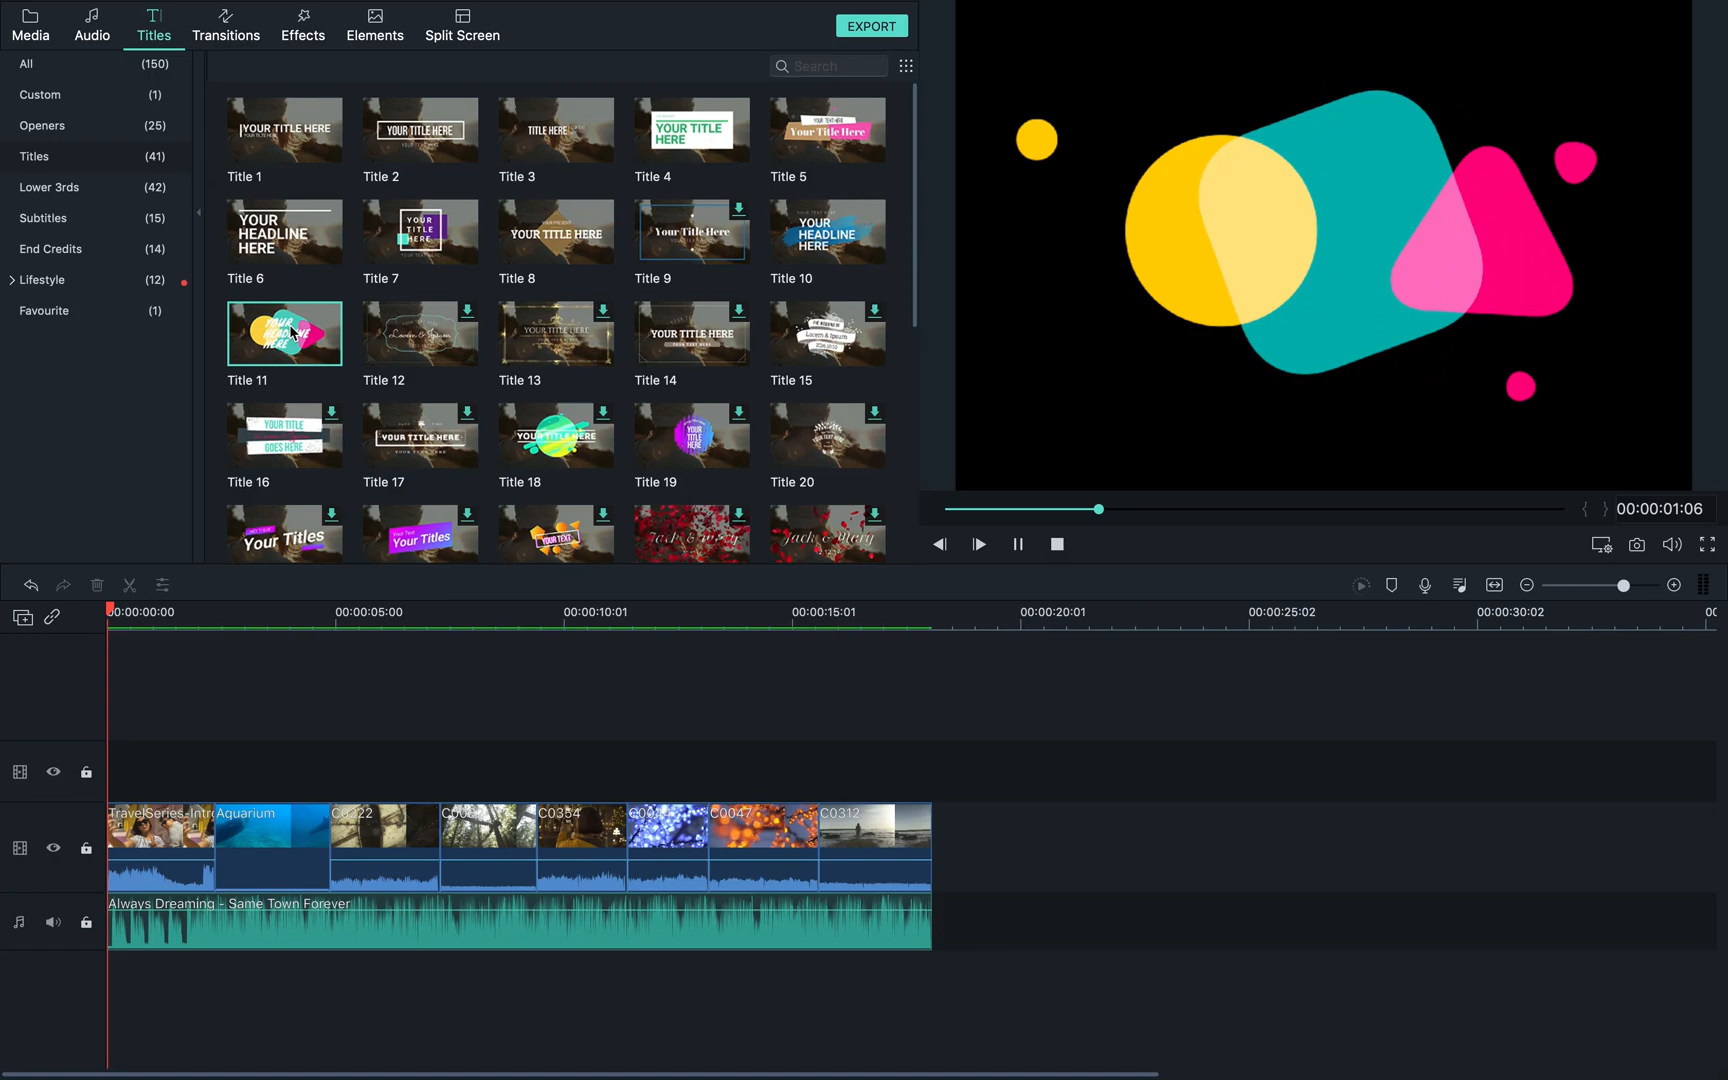 Media Audio Titles Transitions Effects Elements Split Screen EXPORT
All (150)
Custom (1)
Openers (25)
Titles (41)
Lower 3rds (42)
Subtitles (15)
End Credits (14)
Lifestyle (12)
Favourite (1)
Search
YOUR TITLE HERE
YOUR TITLE HERE
TITLE HERE
YOUR TITLE
HERE
YOUR TEXT HERE
Your Title Here
Title 1 Title 2 Title 3 Title 4 Title 5
YOUR
HEADLINE
HERE
YOUR
TITLE
HERE
YOUR TITLE HERE
Your Title Here
YOUR
HEADLINE
HERE
Title 6 Title 7 Title 8 Title 9 Title 10
YOUR
HEADLINE
HERE
Lorem & Ipsum
YOUR TITLE HERE
YOUR TITLE HERE
Lorem & Ipsum
Title 11 Title 12 Title 13 Title 14 Title 15
YOUR TITLE
GOES HERE
YOUR TITLE HERE
YOUR TITLE HERE
YOUR
TITLE
HERE
Title 16 Title 17 Title 18 Title 19 Title 20
Your Titles
Your Text
Your Titles
YOUR TEXT
Jack & Mary
Jack & Mary
00:00:01:06
00:00:00:00 00:00:05:00 00:00:10:01 00:00:15:01 00:00:20:01 00:00:25:02 00:00:30:02
TravelSeries-Intr Aquarium C0222 C0354 C0047 C0312
Always Dreaming - Same Town Forever